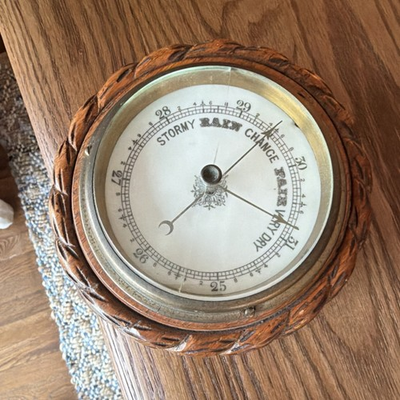 28 29 30 31 25 26 27
STORMY RAIN CHANGE FAIR VERY DRY